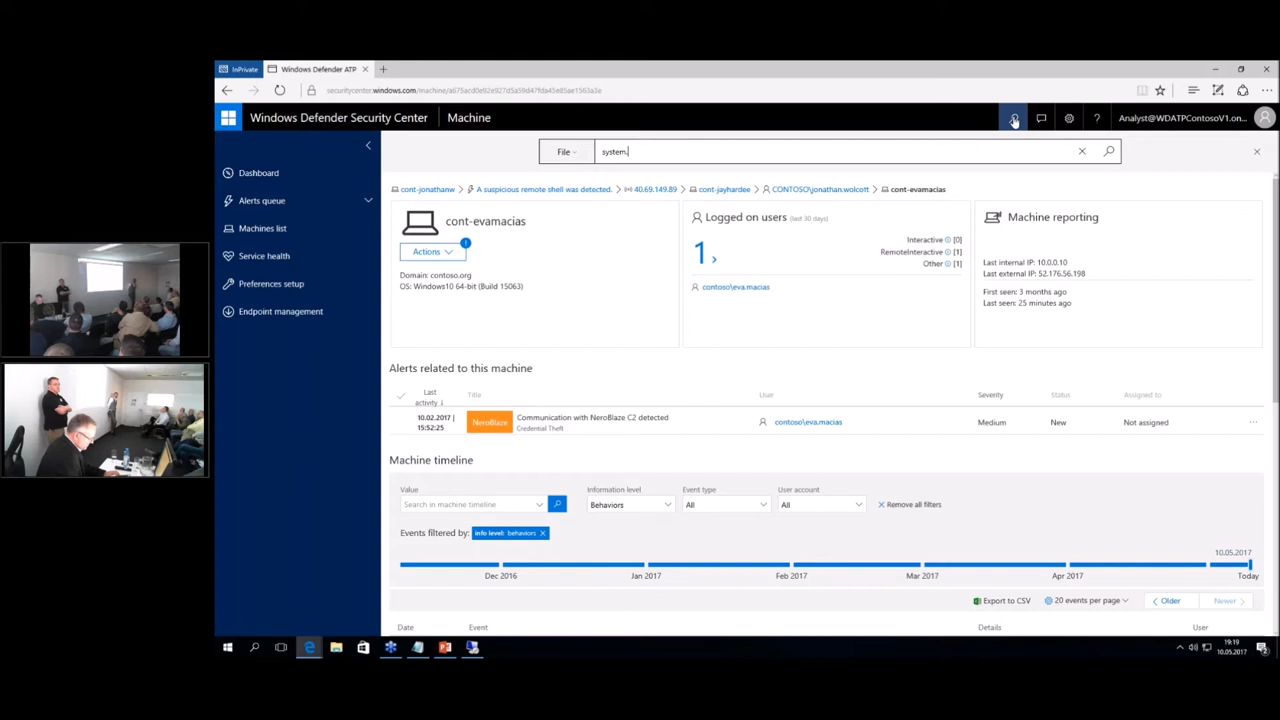 InPrivate
Windows Defender ATP
securitycenter.windows.com/machine/a675acd0e92e927d5a59d47fda45e85ae1563a3e
Windows Defender Security Center
Machine
Analyst@WDATPContosoV1.on...
Dashboard
Alerts queue
Machines list
Service health
Preferences setup
Endpoint management
File
system.
cont-jonathanw
A suspicious remote shell was detected.
40.69.149.89
cont-jayhardee
CONTOSO\jonathan.wolcott
cont-evamacias
cont-evamacias
Actions
Domain: contoso.org
OS: Windows10 64-bit (Build 15063)
Logged on users (last 30 days)
1
Interactive [0]
RemoteInteractive [1]
Other [1]
contoso\eva.macias
Machine reporting
Last internal IP: 10.0.0.10
Last external IP: 52.176.56.198
First seen: 3 months ago
Last seen: 25 minutes ago
Alerts related to this machine
Last activity
Title
User
Severity
Status
Assigned to
10.02.2017 |
15:52:25
NeroBlaze
Communication with NeroBlaze C2 detected
Credential Theft
contoso\eva.macias
Medium
New
Not assigned
Machine timeline
Value
Information level
Event type
User account
Search in machine timeline
Behaviors
All
All
Remove all filters
Events filtered by:
info level: behaviors
10.05.2017
Dec 2016
Jan 2017
Feb 2017
Mar 2017
Apr 2017
Today
Export to CSV
20 events per page
Older
Newer
Date
Event
Details
User
19:19
10.05.2017